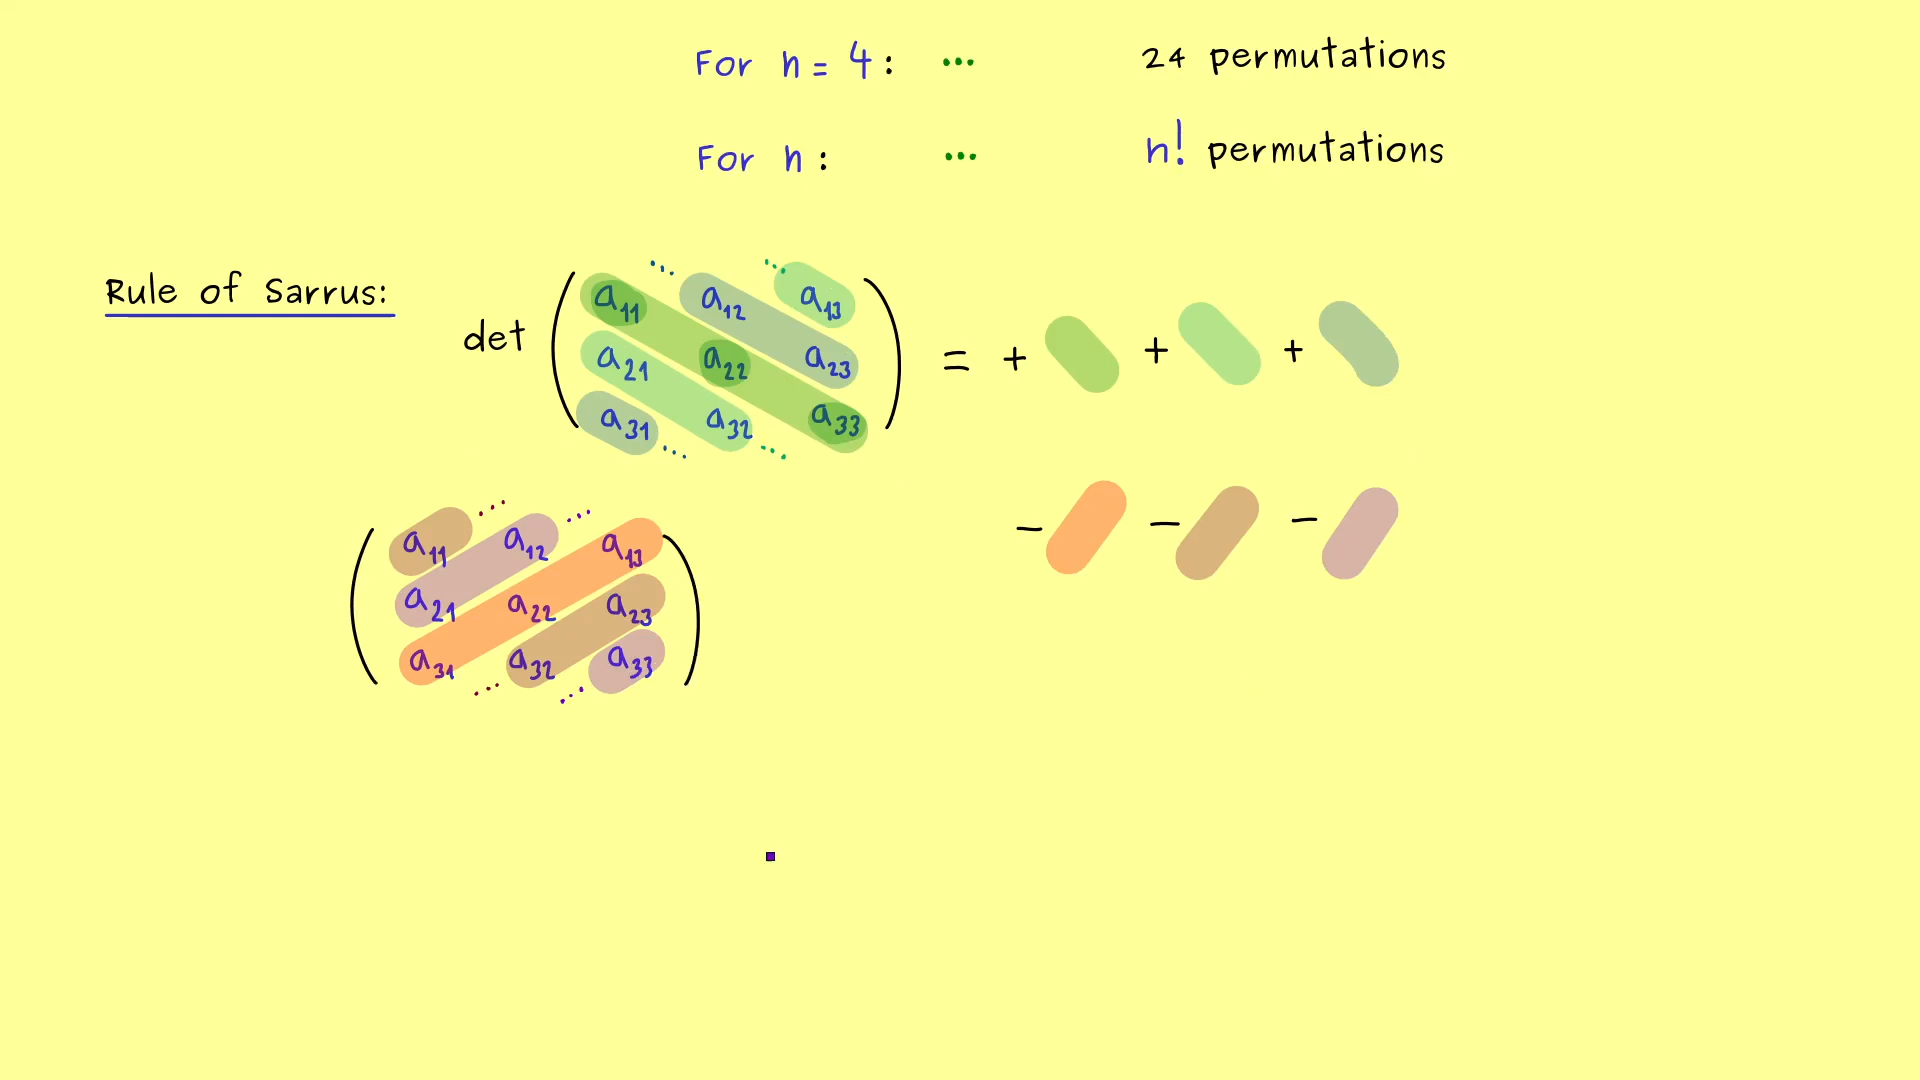 For n = 4: ... 24 permutations
For n: ... n! permutations
Rule of Sarrus:
det ( a₁₁ a₁₂ a₁₃ ) = + + +
a₂₁ a₂₂ a₂₃
a₃₁ a₃₂ a₃₃
- - -
( a₁₁ a₁₂ a₁₃ )
a₂₁ a₂₂ a₂₃
a₃₁ a₃₂ a₃₃